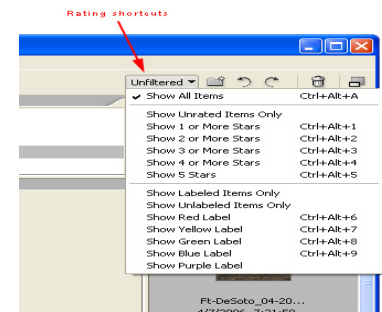 Rating shortcuts
Unfiltered
Show All Items Ctrl+Alt+A
Show Unrated Items Only
Show 1 or More Stars Ctrl+Alt+1
Show 2 or More Stars Ctrl+Alt+2
Show 3 or More Stars Ctrl+Alt+3
Show 4 or More Stars Ctrl+Alt+4
Show 5 Stars Ctrl+Alt+5
Show Labeled Items Only
Show Unlabeled Items Only
Show Red Label Ctrl+Alt+6
Show Yellow Label Ctrl+Alt+7
Show Green Label Ctrl+Alt+8
Show Blue Label Ctrl+Alt+9
Show Purple Label
Ft-DeSoto_04-20...